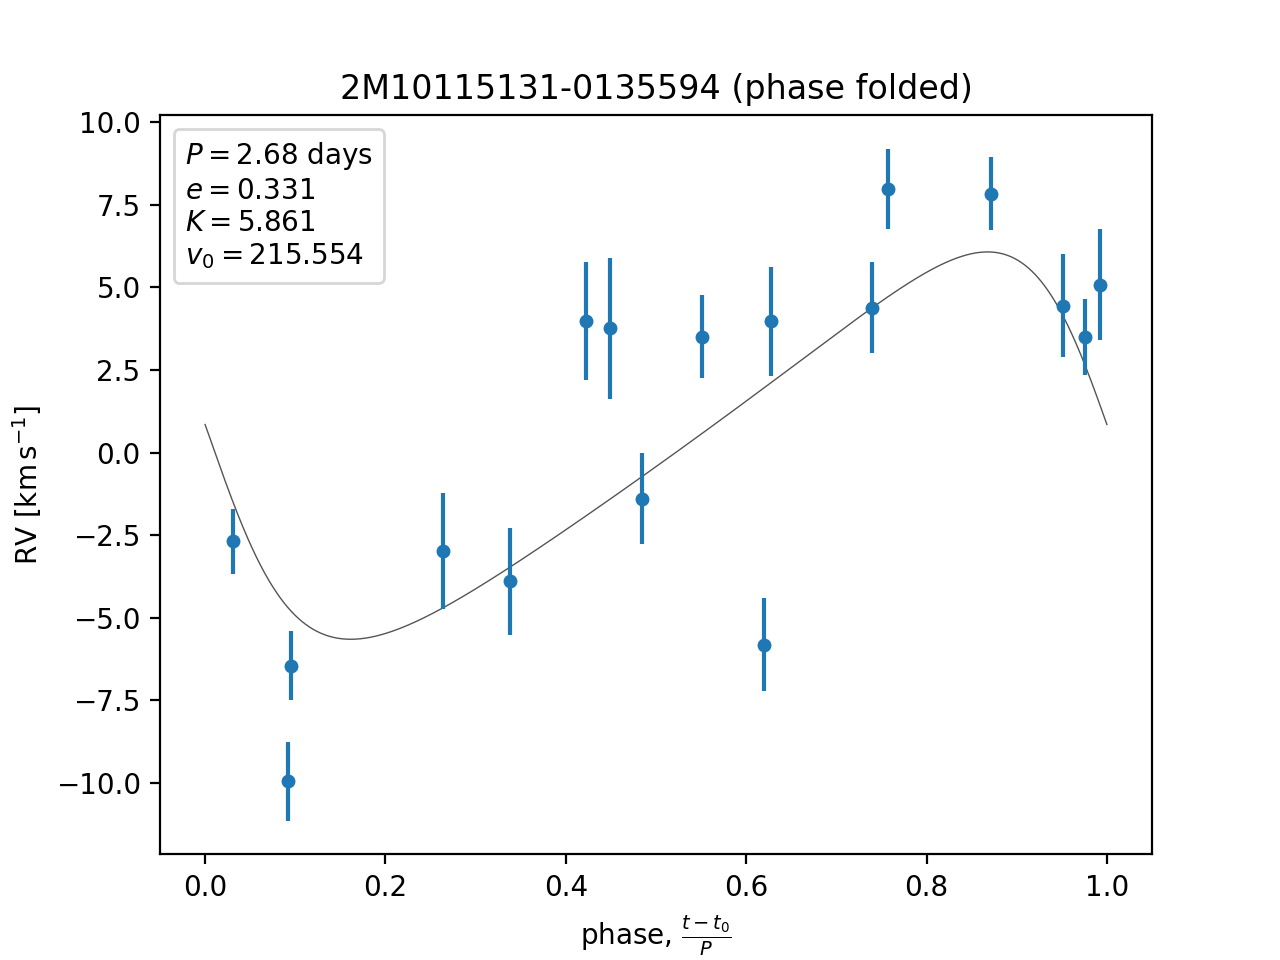 2M10115131-0135594 (phase folded)
P = 2.68 days
e = 0.331
K = 5.861
v₀ = 215.554
10.0
7.5
5.0
2.5
0.0
−2.5
−5.0
−7.5
−10.0
RV [km s⁻¹]
0.0 0.2 0.4 0.6 0.8 1.0
phase, (t − t₀)/P